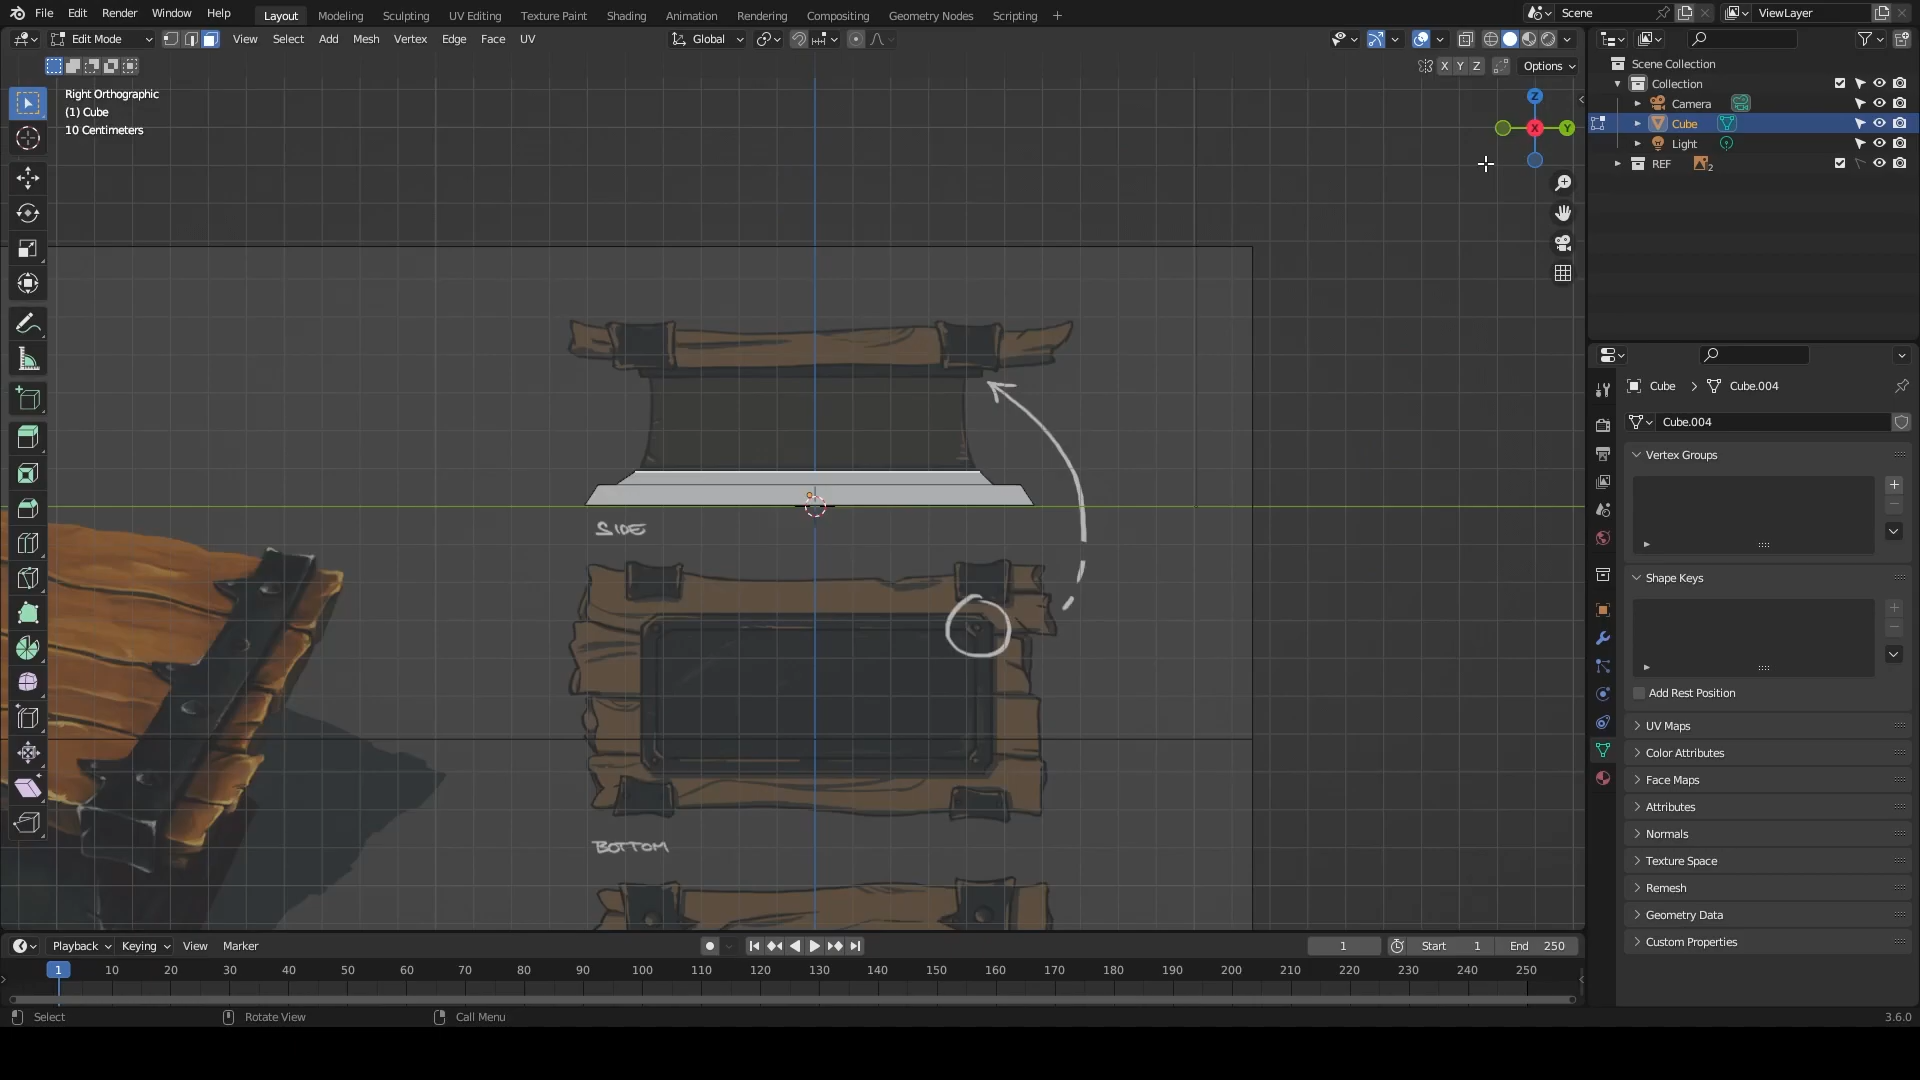 File Edit Render Window Help Layout Modeling Sculpting UV Editing Texture Paint Shading Animation Rendering Compositing Geometry Nodes Scripting + Scene ViewLayer
Edit Mode View Select Add Mesh Vertex Edge Face UV Global
X Y Z Options
Right Orthographic
(1) Cube
10 Centimeters
Z
X
Y
SIDE
BOTTOM
Scene Collection
Collection
Camera
Cube
Light
REF 2
Cube Cube.004
Cube.004
Vertex Groups
Shape Keys
Add Rest Position
UV Maps
Color Attributes
Face Maps
Attributes
Normals
Texture Space
Remesh
Geometry Data
Custom Properties
Playback Keying View Marker 1 Start 1 End 250
1 10 20 30 40 50 60 70 80 90 100 110 120 130 140 150 160 170 180 190 200 210 220 230 240 250
Select Rotate View Call Menu 3.6.0